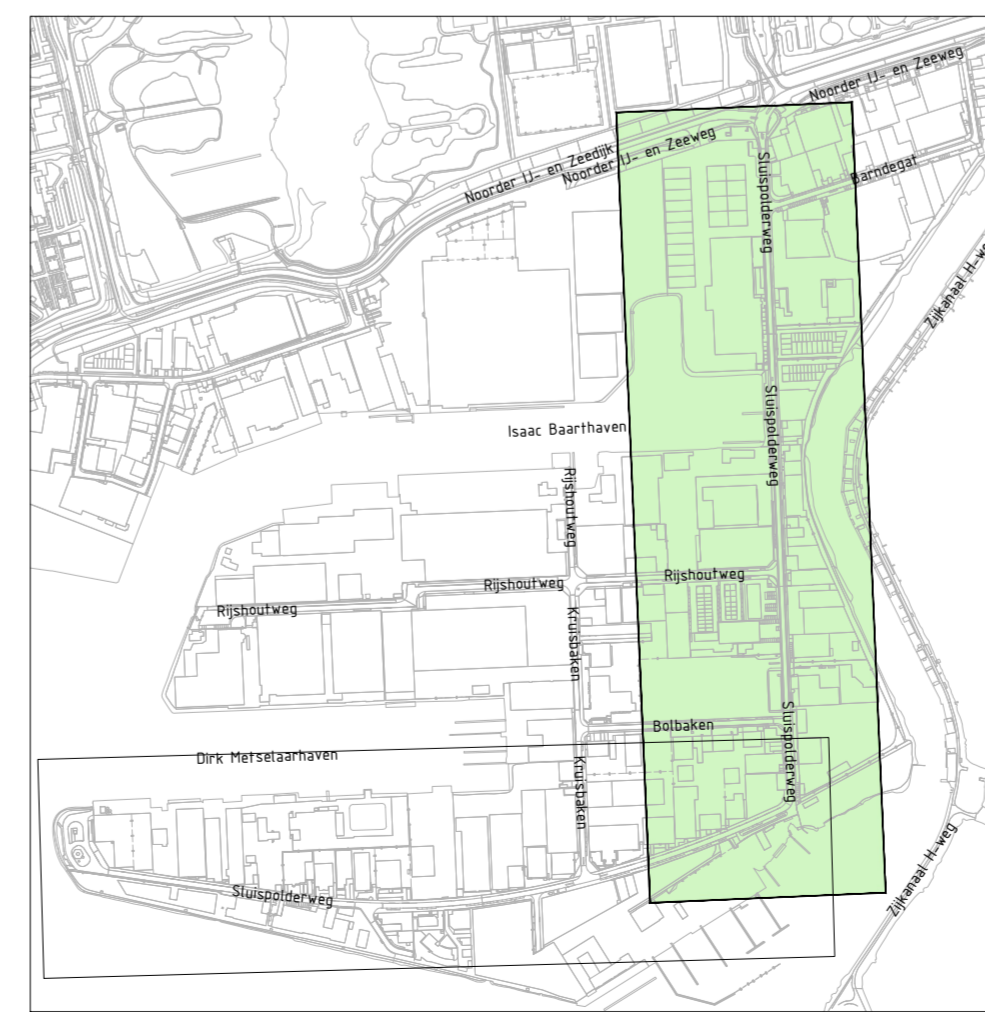 Noorder IJ- en Zeeweg
Noorder IJ- en Zeedijk
Noorder IJ- en Zeeweg
Sluispolderweg
Barndegat
Zijkanaal H-we
Isaac Baarthaven
Sluispolderweg
Rijshoutweg
Rijshoutweg
Rijshoutweg
Rijshoutweg
Kruisbaken
Sluispolderweg
Bolbaken
Dirk Metselaarhaven
Kruisbaken
Sluispolderweg
Zijkanaal H-weg